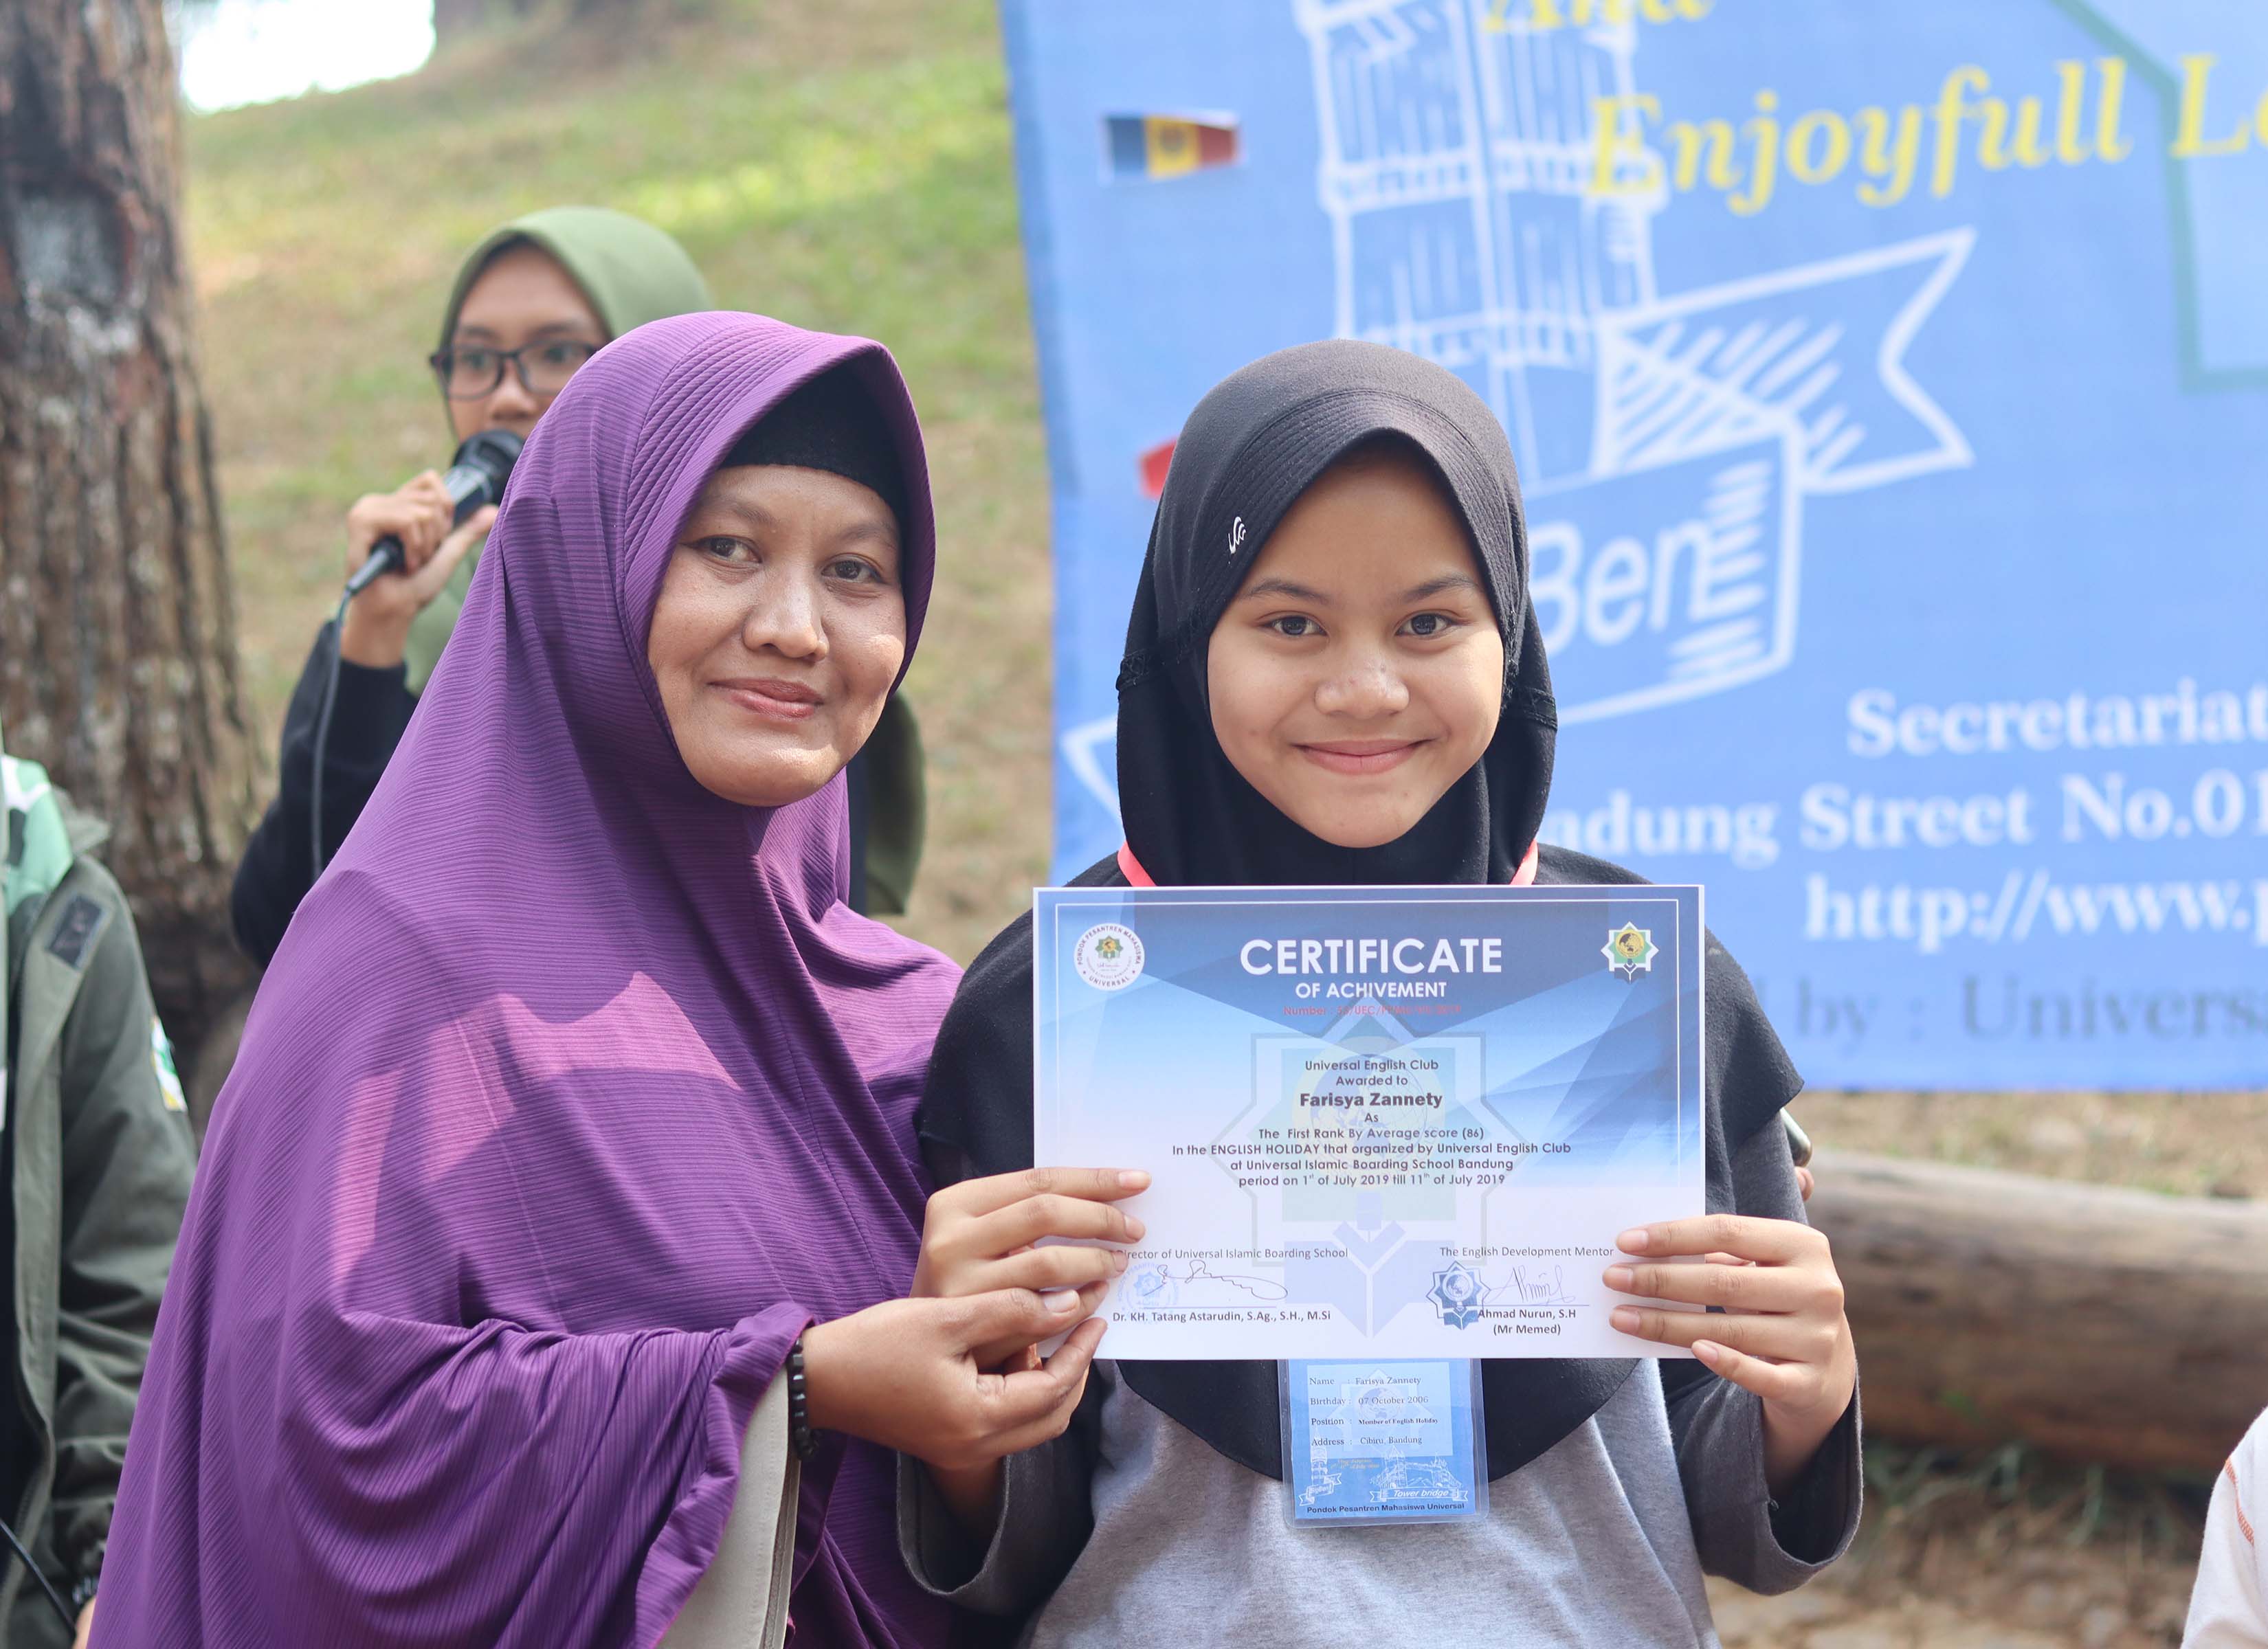 And
Enjoyfull
Ben
Secretariat
Street No.01
http://www.
by : Univers
PONDOK PESANTREN MAHASISWA
UNIVERSAL
CERTIFICATE
OF ACHIVEMENT
Universal English Club
Awarded to
Farisya Zannety
As
The First Rank By Average score (86)
In the ENGLISH HOLIDAY that organized by Universal English Club
at Universal Islamic Boarding School Bandung
period on 1st of July 2019 till 11th of July 2019
Director of Universal Islamic Boarding School
The English Development Mentor
Dr. KH. Tatang Astarudin, S.Ag., S.H., M.Si
Ahmad Nurun, S.H
(Mr Memed)
Name : Farisya Zannety
Birthday : 07 October 2006
Position : Member of English Holiday
Address : Cibiru, Bandung
Tower bridge
Pondok Pesantren Mahasiswa Universal